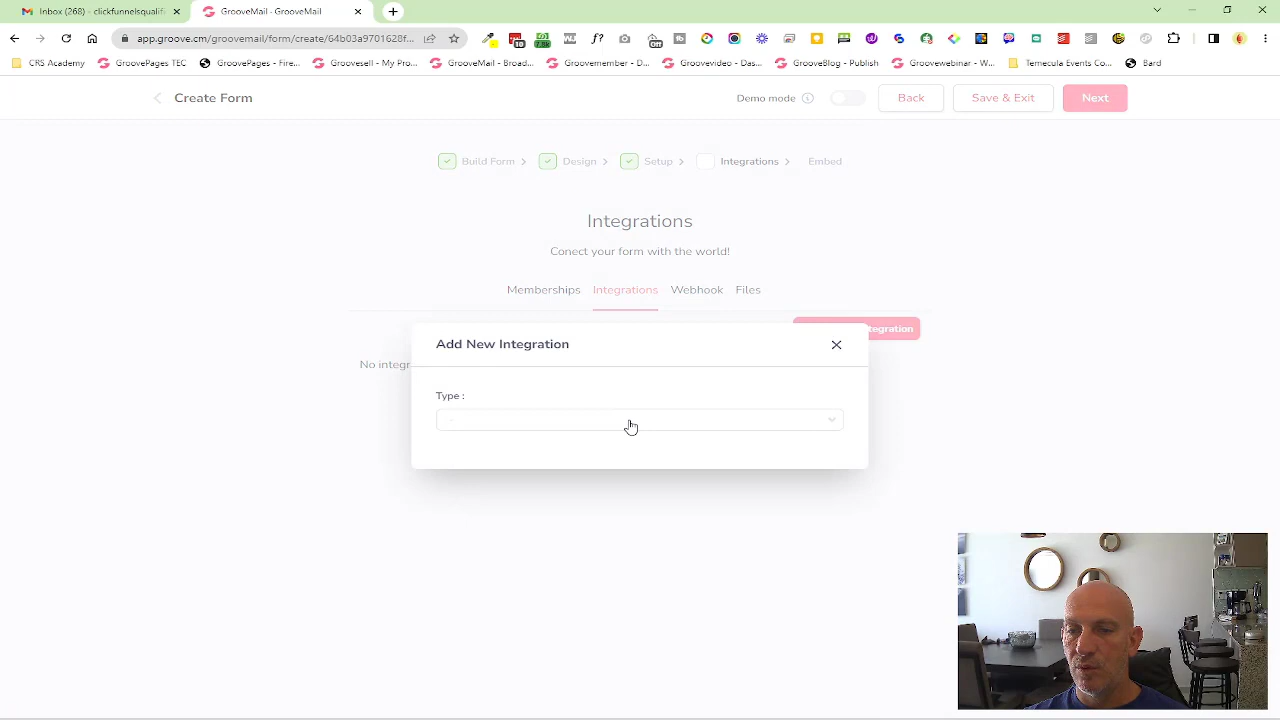 Inbox (268) - clickfunnelsqualif
GrooveMail - GrooveMail
app.groove.cm/groovemail/form/create/64b03a9701628f...
CRS Academy
GroovePages TEC
GroovePages - Fire...
Groovesell - My Pro...
GrooveMail - Broad...
Groovemember - D...
Groovevideo - Das...
GrooveBlog - Publish
Groovewebinar - W...
Temecula Events Co...
Bard
Create Form
Demo mode
Back
Save & Exit
Next
Build Form
Design
Setup
Integrations
Embed
Integrations
Conect your form with the world!
Memberships
Integrations
Webhook
Files
tegration
No integr
Add New Integration
Type :